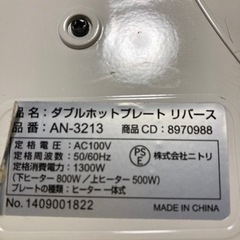 品名：ダブルホットプレート リバース
品番：AN-3213 商品CD：8970988
定格電圧：AC100V
定格周波数：50/60Hz
定格消費電力：1300W
（下ヒーター800W／上ヒーター500W）
プレートの種類：ヒーター 一体式
PSE
株式会社ニトリ
No.1409001822 MADE IN CHINA